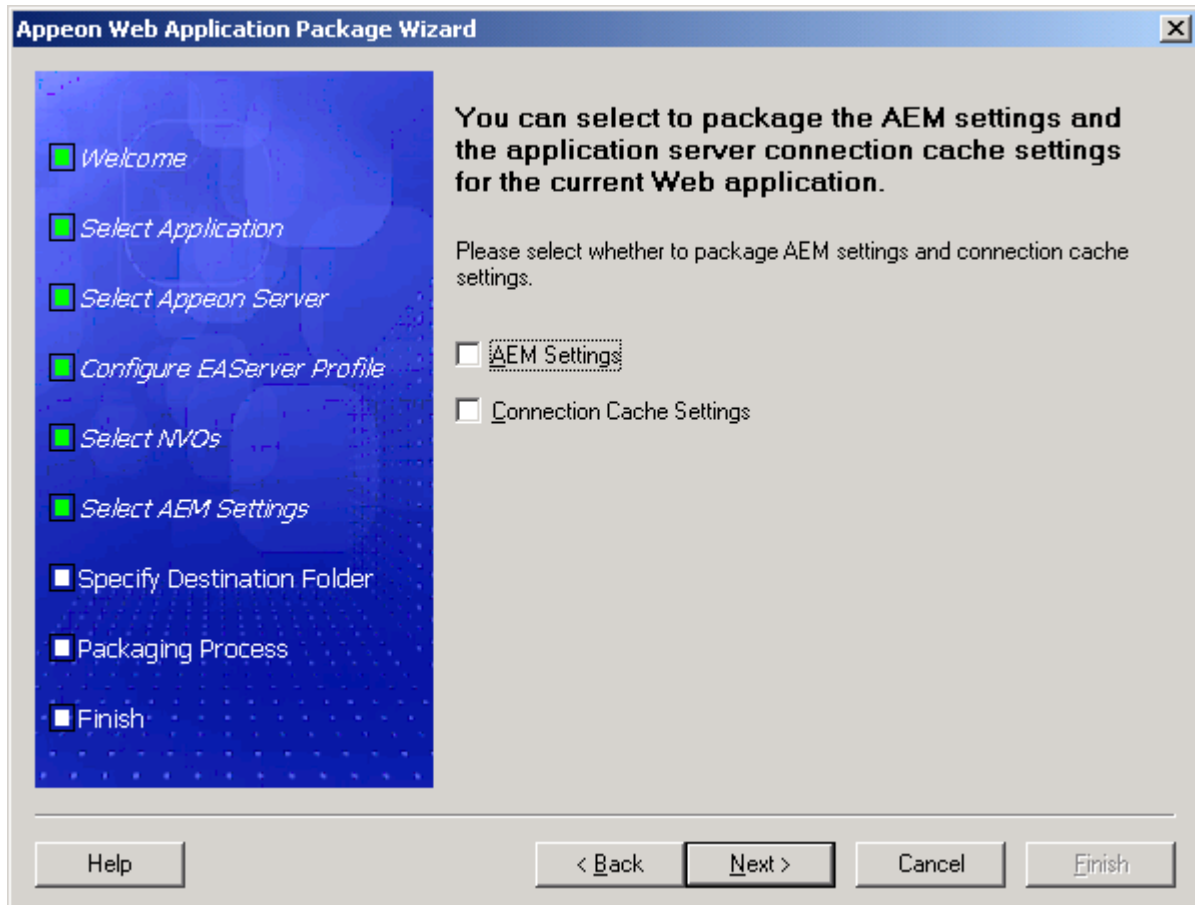 Appeon Web Application Package Wizard
Welcome
Select Application
Select Appeon Server
Configure EAServer Profile
Select NVOs
Select AEM Settings
Specify Destination Folder
Packaging Process
Finish
You can select to package the AEM settings and
the application server connection cache settings
for the current Web application.
Please select whether to package AEM settings and connection cache
settings.
AEM Settings
Connection Cache Settings
Help
< Back
Next >
Cancel
Finish